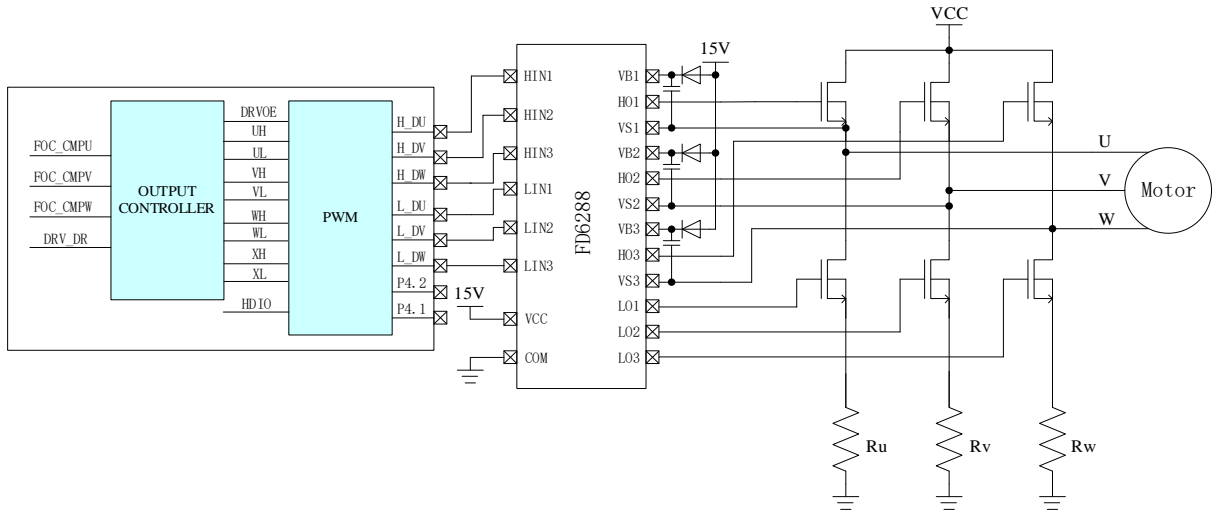 FOC_CMPU
FOC_CMPV
FOC_CMPW
DRV_DR
OUTPUT
CONTROLLER
DRVOE
UH
UL
VH
VL
WH
WL
XH
XL
HDIO
PWM
H_DU
H_DV
H_DW
L_DU
L_DV
L_DW
P4.2
P4.1
15V
HIN1
HIN2
HIN3
LIN1
LIN2
LIN3
VCC
COM
FD6288
VB1
HO1
VS1
VB2
HO2
VS2
VB3
HO3
VS3
LO1
LO2
LO3
15V
VCC
U
V
W
Motor
Ru
Rv
Rw